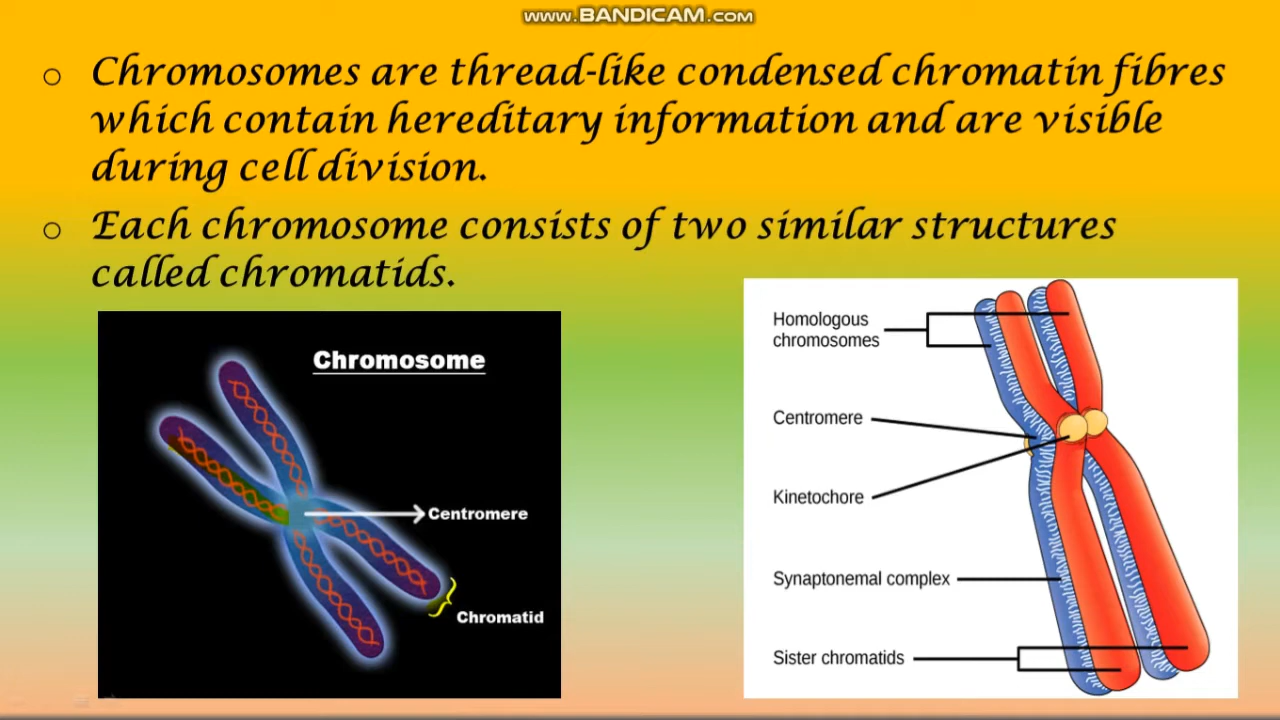 www.BANDICAM.com
o Chromosomes are thread-like condensed chromatin fibres
which contain hereditary information and are visible
during cell division.
o Each chromosome consists of two similar structures
called chromatids.
Chromosome
Centromere
Chromatid
Homologous
chromosomes
Centromere
Kinetochore
Synaptonemal complex
Sister chromatids